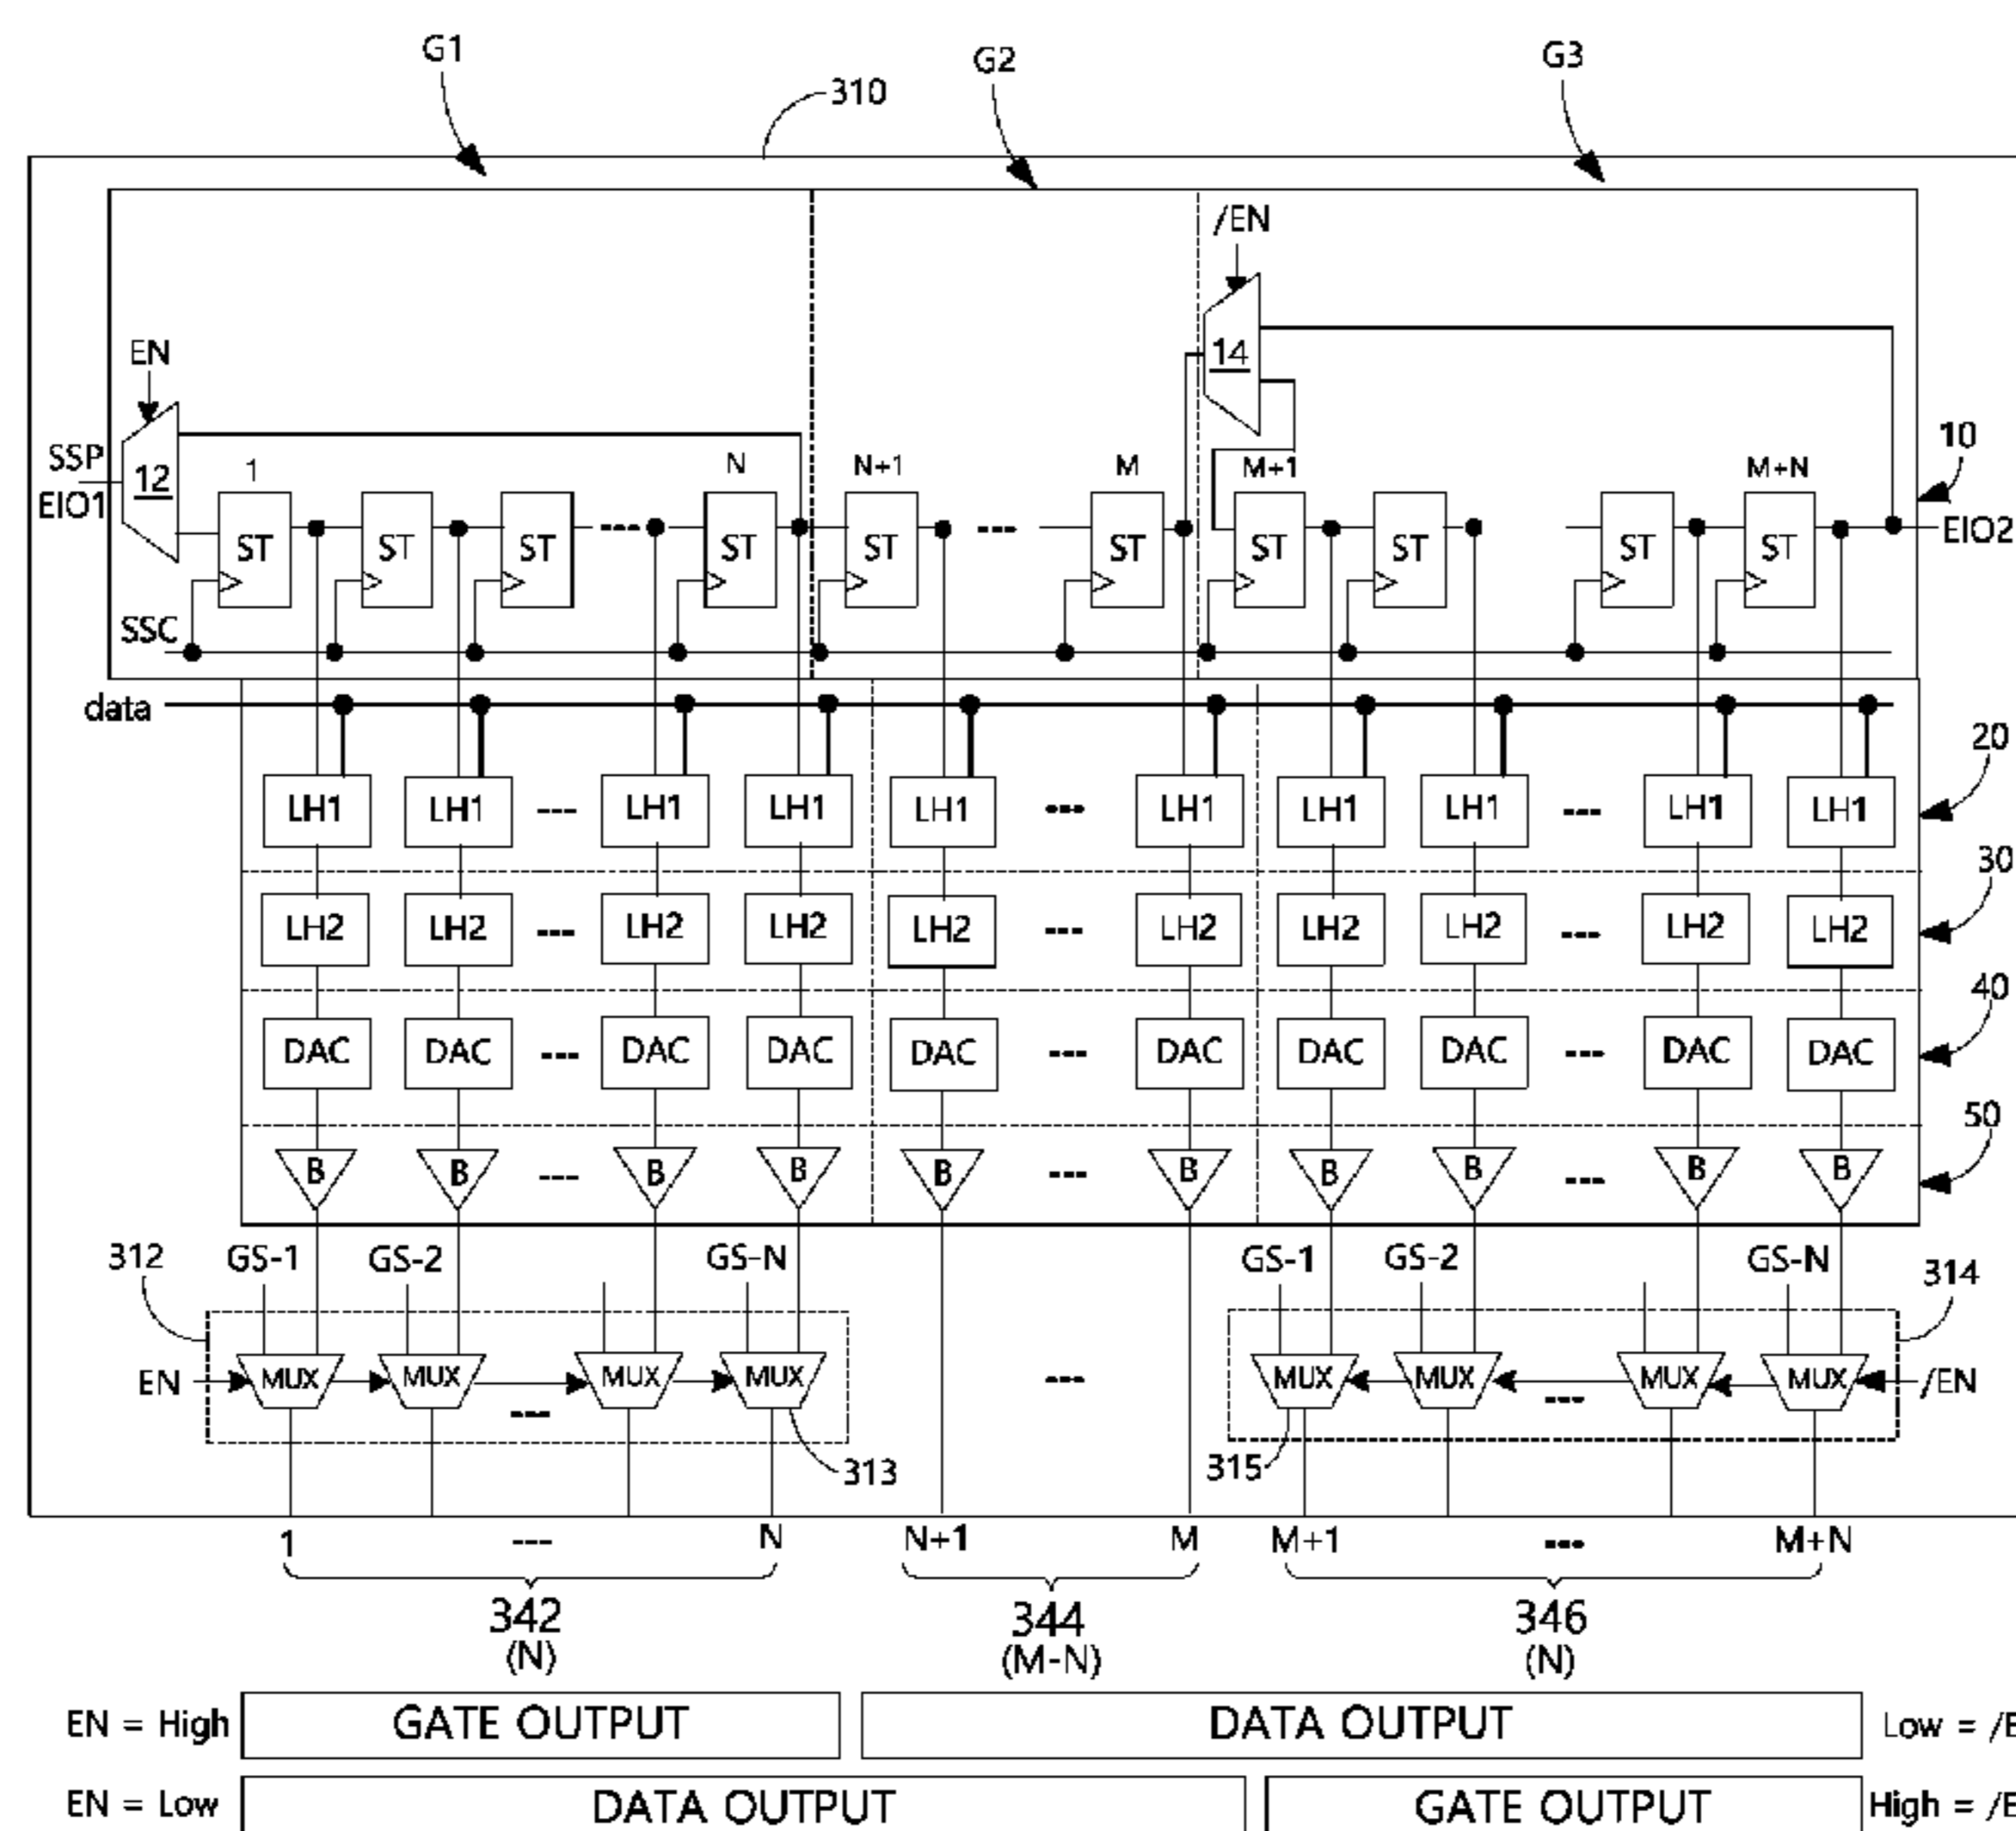 G1 G2 G3
310
/EN
14
EN
SSP
EIO1
12
1 N N+1 M M+1 M+N
10
EIO2
ST ST ST --- ST ST --- ST ST ST ST ST
SSC
data
20
LH1 LH1 --- LH1 LH1 LH1 --- LH1 LH1 LH1 --- LH1 LH1
30
LH2 LH2 --- LH2 LH2 LH2 --- LH2 LH2 LH2 --- LH2 LH2
40
DAC DAC --- DAC DAC DAC --- DAC DAC DAC --- DAC DAC
50
B B --- B B B --- B B B --- B B
312 GS-1 GS-2 GS-N GS-1 GS-2 GS-N 314
EN MUX MUX --- MUX MUX --- MUX MUX --- MUX MUX /EN
313 315
1 --- N N+1 M M+1 --- M+N
342 344 346
(N) (M-N) (N)
EN = High GATE OUTPUT DATA OUTPUT Low = /E
EN = Low DATA OUTPUT GATE OUTPUT High = /E